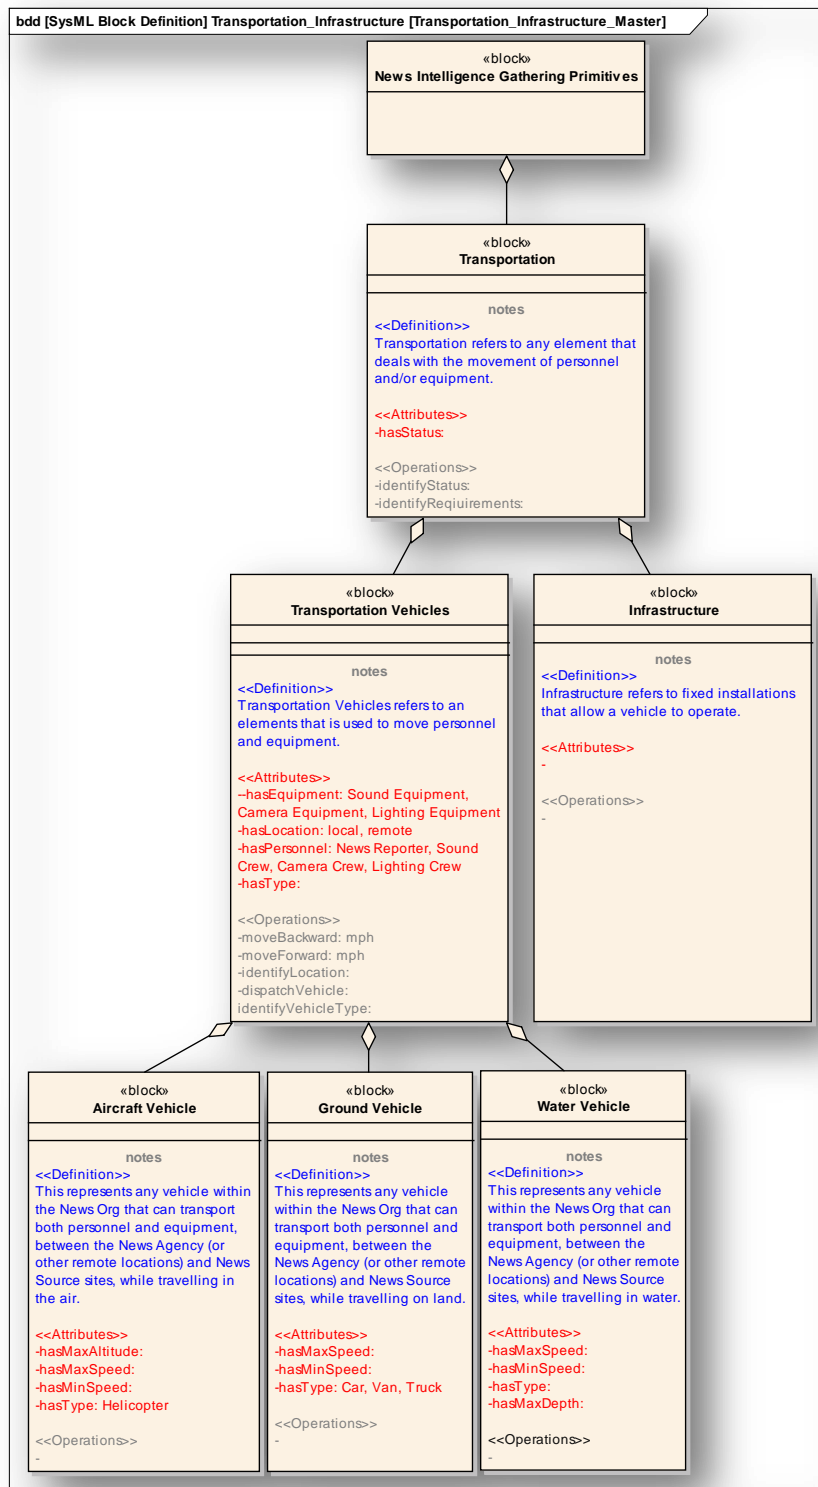 bdd [SysML Block Definition] Transportation_Infrastructure [Transportation_Infrastructure_Master]
«block»
News Intelligence Gathering Primitives
«block»
Transportation
notes
<<Definition>>
Transportation refers to any element that
deals with the movement of personnel
and/or equipment.
<<Attributes>>
-hasStatus:
<<Operations>>
-identifyStatus:
-identifyReqiuirements:
«block»
Transportation Vehicles
notes
<<Definition>>
Transportation Vehicles refers to an
elements that is used to move personnel
and equipment.
<<Attributes>>
--hasEquipment: Sound Equipment,
Camera Equipment, Lighting Equipment
-hasLocation: local, remote
-hasPersonnel: News Reporter, Sound
Crew, Camera Crew, Lighting Crew
-hasType:
<<Operations>>
-moveBackward: mph
-moveForward: mph
-identifyLocation:
-dispatchVehicle:
identifyVehicleType:
«block»
Infrastructure
notes
<<Definition>>
Infrastructure refers to fixed installations
that allow a vehicle to operate.
<<Attributes>>
-
<<Operations>>
-
«block»
Aircraft Vehicle
notes
<<Definition>>
This represents any vehicle within
the News Org that can transport
both personnel and equipment,
between the News Agency (or
other remote locations) and News
Source sites, while travelling in
the air.
<<Attributes>>
-hasMaxAltitude:
-hasMaxSpeed:
-hasMinSpeed:
-hasType: Helicopter
<<Operations>>
-
«block»
Ground Vehicle
notes
<<Definition>>
This represents any vehicle
within the News Org that can
transport both personnel and
equipment, between the
News Agency (or other remote
locations) and News Source
sites, while travelling on land.
<<Attributes>>
-hasMaxSpeed:
-hasMinSpeed:
-hasType: Car, Van, Truck
<<Operations>>
-
«block»
Water Vehicle
notes
<<Definition>>
This represents any vehicle
within the News Org that can
transport both personnel and
equipment, between the
News Agency (or other remote
locations) and News Source
sites, while travelling in water.
<<Attributes>>
-hasMaxSpeed:
-hasMinSpeed:
-hasType:
-hasMaxDepth:
<<Operations>>
-